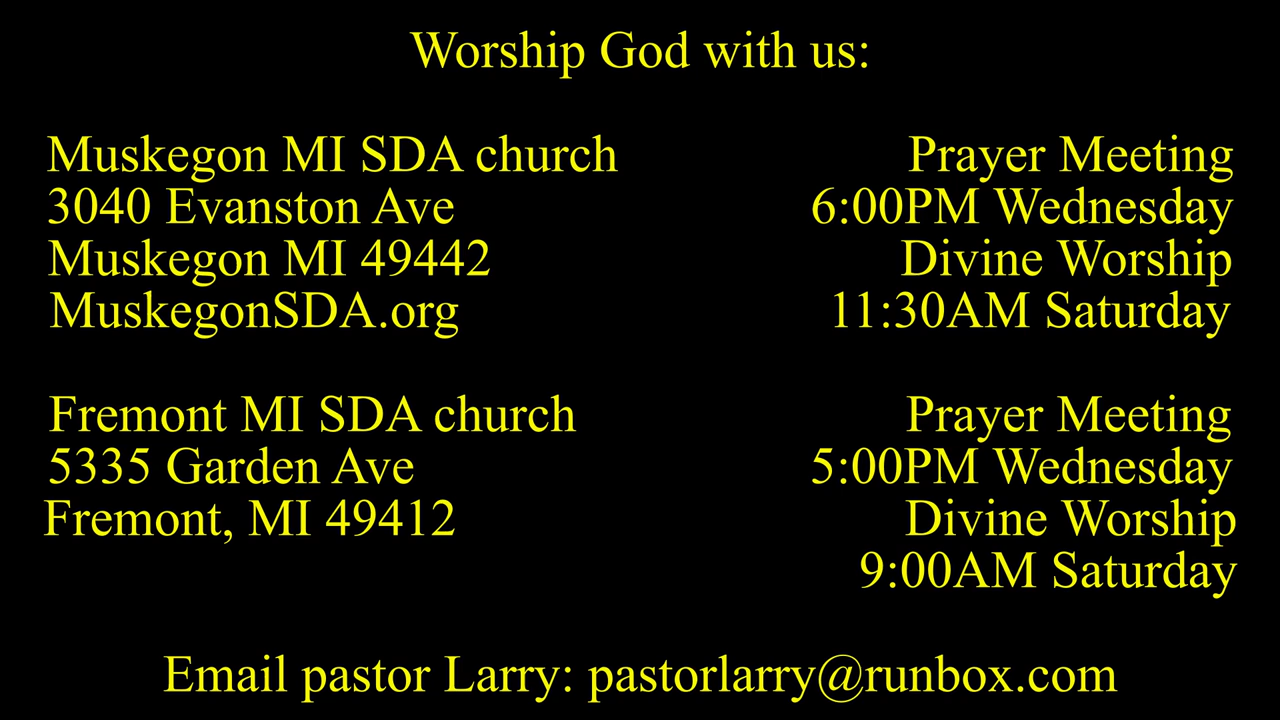 Worship God with us:
Muskegon MI SDA church
3040 Evanston Ave
Muskegon MI 49442
MuskegonSDA.org
Prayer Meeting
6:00PM Wednesday
Divine Worship
11:30AM Saturday
Fremont MI SDA church
5335 Garden Ave
Fremont, MI 49412
Prayer Meeting
5:00PM Wednesday
Divine Worship
9:00AM Saturday
Email pastor Larry: pastorlarry@runbox.com